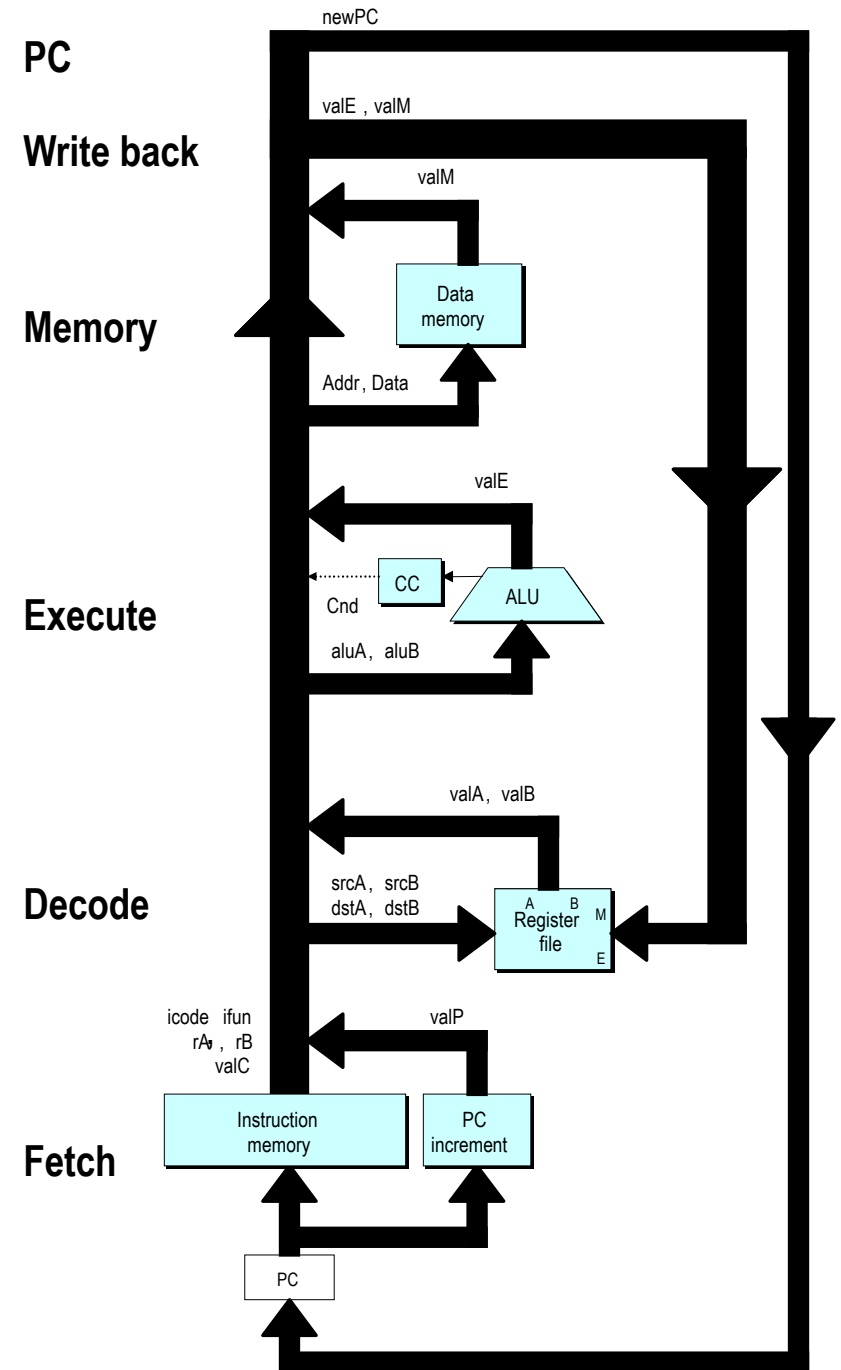 newPC
PC
valE , valM
Write back
valM
Data
memory
Memory
Addr, Data
valE
CC
ALU
Cnd
Execute
aluA, aluB
valA, valB
srcA, srcB
dstA, dstB
Decode
A B
M
Register
file
E
icode ifun
rA, , rB
valC
valP
Instruction
memory
PC
increment
Fetch
PC